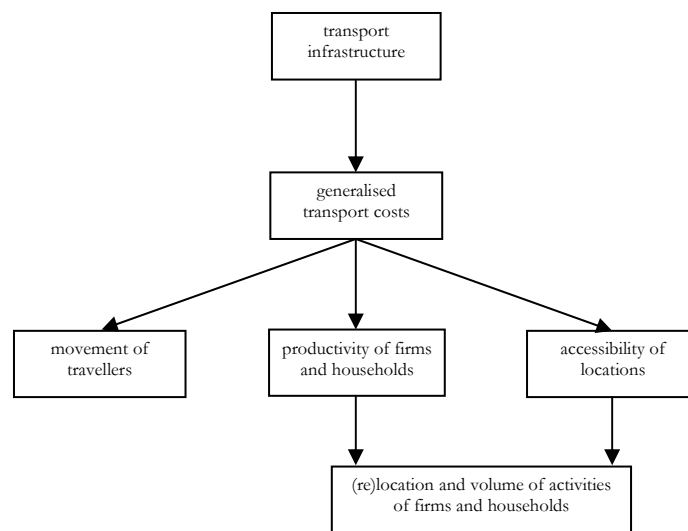 transport
infrastructure
generalised
transport costs
movement of
travellers
productivity of firms
and households
accessibility of
locations
(re)location and volume of activities
of firms and households